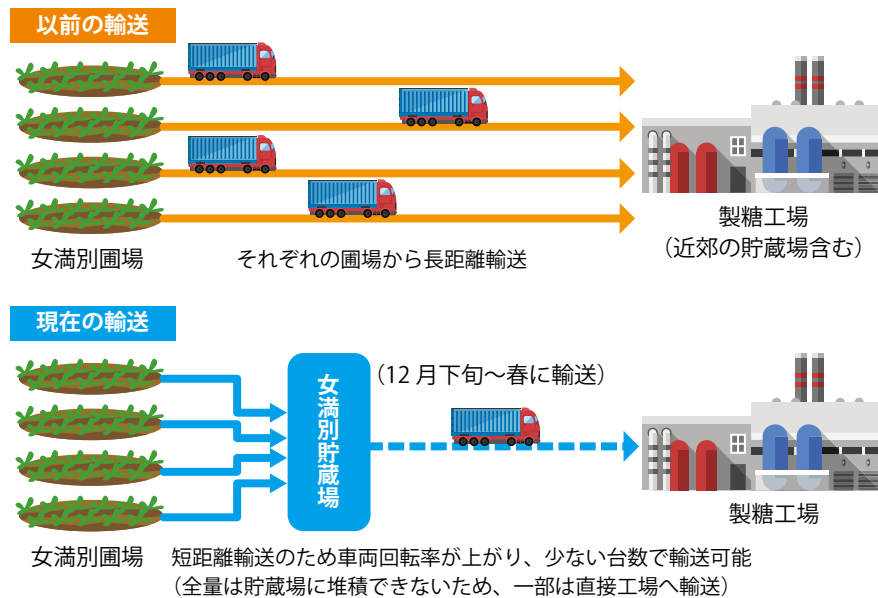 以前の輸送
女満別圃場
それぞれの圃場から長距離輸送
製糖工場
（近郊の貯蔵場含む）
現在の輸送
女満別貯蔵場
（12 月下旬～春に輸送）
製糖工場
女満別圃場
短距離輸送のため車両回転率が上がり、少ない台数で輸送可能
（全量は貯蔵場に堆積できないため、一部は直接工場へ輸送）